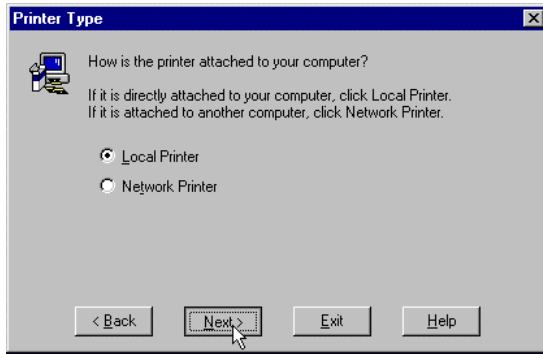 Printer Type
How is the printer attached to your computer?
If it is directly attached to your computer, click Local Printer.
If it is attached to another computer, click Network Printer.
Local Printer
Network Printer
< Back Next > Exit Help